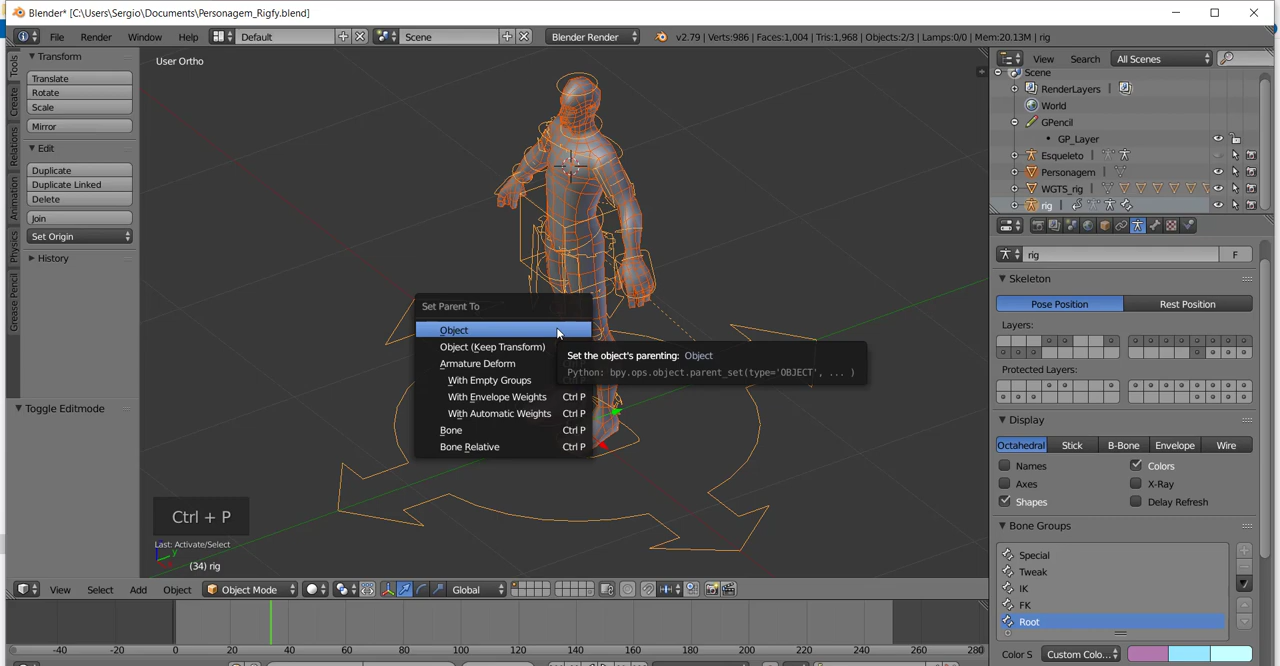 Blender* [C:\Users\Sergio\Documents\Personagem_Rigfy.blend]
File Render Window Help Default Scene Blender Render v2.79 | Verts:986 | Faces:1,004 | Tris:1,968 | Objects:2/3 | Lamps:0/0 | Mem:20.13M | rig
Tools
Create
Relations
Animation
Physics
Grease Pencil
Transform
Translate
Rotate
Scale
Mirror
Edit
Duplicate
Duplicate Linked
Delete
Join
Set Origin
History
Toggle Editmode
User Ortho
Set Parent To
Object
Object (Keep Transform)
Armature Deform
With Empty Groups
With Envelope Weights Ctrl P
With Automatic Weights Ctrl P
Bone Ctrl P
Bone Relative Ctrl P
Set the object's parenting: Object
Python: bpy.ops.object.parent_set(type='OBJECT', ... )
Ctrl + P
Last: Activate/Select
y
(34) rig
View Select Add Object Object Mode Global
-40 -20 0 20 40 60 80 100 120 140 160 180 200 220 240 260 280
View Search All Scenes
Scene
RenderLayers
World
GPencil
GP_Layer
Esqueleto
Personagem
WGTS_rig
rig
rig F
Skeleton
Pose Position Rest Position
Layers:
Protected Layers:
Display
Octahedral Stick B-Bone Envelope Wire
Names Colors
Axes X-Ray
Shapes Delay Refresh
Bone Groups
Special
Tweak
IK
FK
Root
Color S Custom Colo...